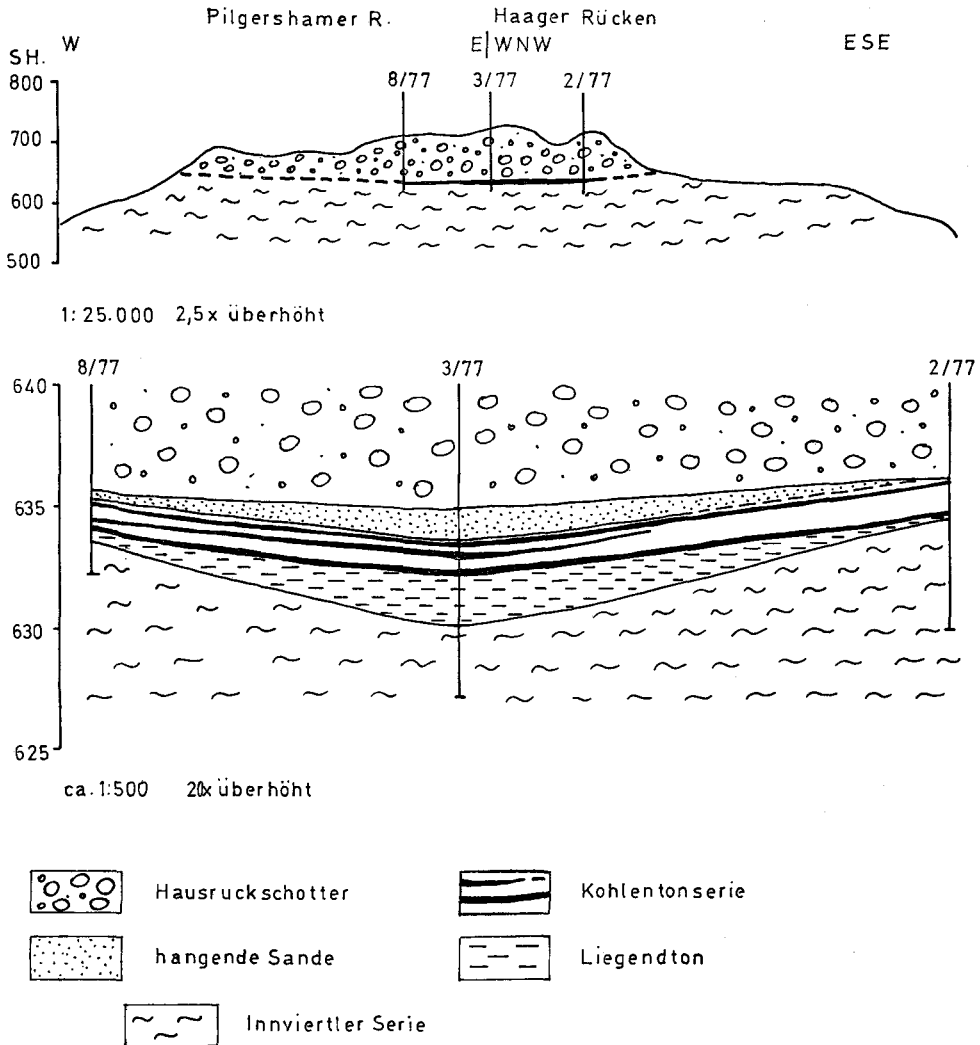 Pilgershamer R. Haager Rücken
W E|WNW ESE
SH.
8/77 3/77 2/77
800
700
600
500
1:25.000 2,5x überhöht
8/77 3/77 2/77
640
635
630
625
ca. 1:500 20x überhöht
Hausruckschotter Kohlentonserie
hangende Sande Liegendton
Innviertler Serie